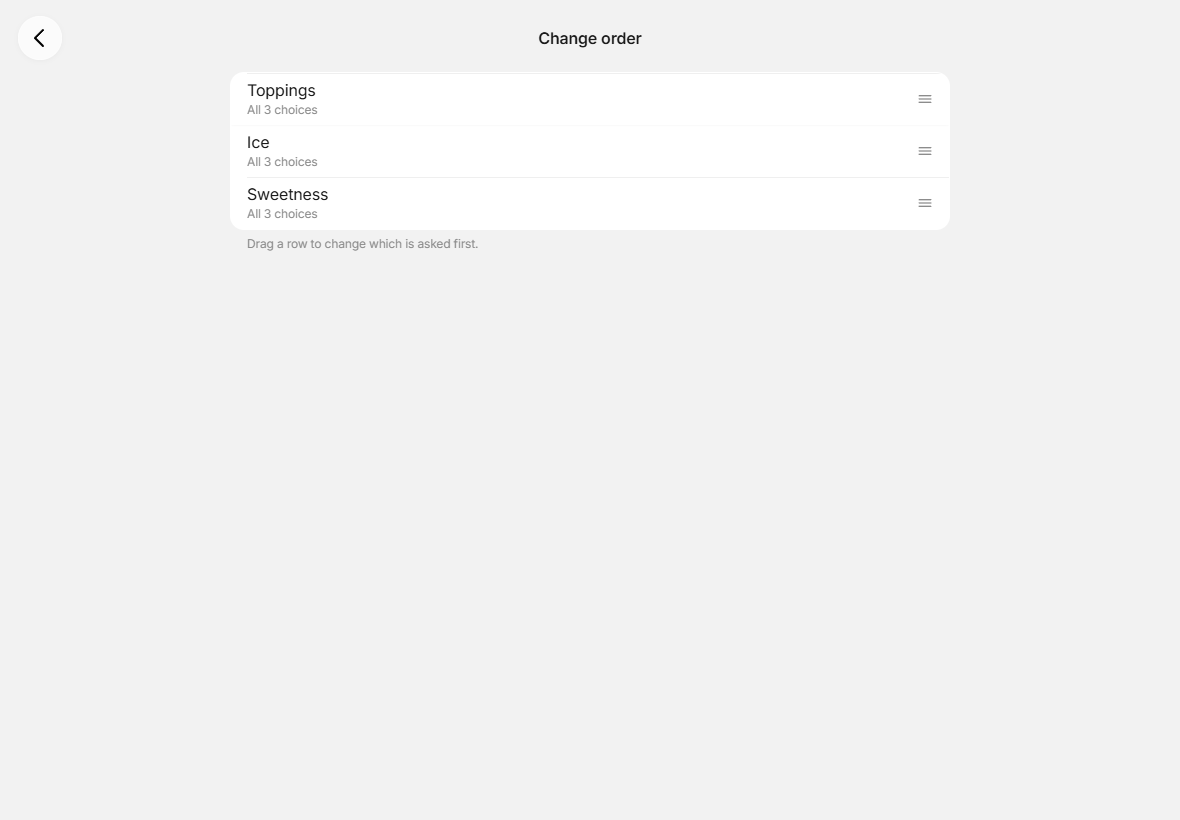 Change order
Toppings
All 3 choices
Ice
All 3 choices
Sweetness
All 3 choices
Drag a row to change which is asked first.